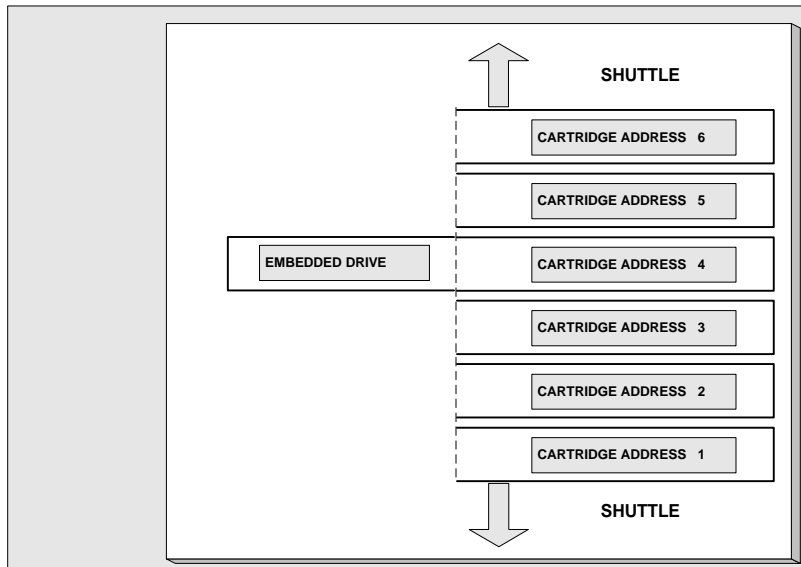 SHUTTLE
CARTRIDGE ADDRESS 6
CARTRIDGE ADDRESS 5
EMBEDDED DRIVE
CARTRIDGE ADDRESS 4
CARTRIDGE ADDRESS 3
CARTRIDGE ADDRESS 2
CARTRIDGE ADDRESS 1
SHUTTLE